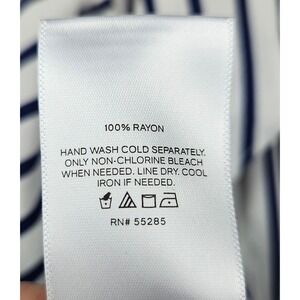 100% RAYON
HAND WASH COLD SEPARATELY.
ONLY NON-CHLORINE BLEACH
WHEN NEEDED. LINE DRY. COOL
IRON IF NEEDED.
RN# 55285